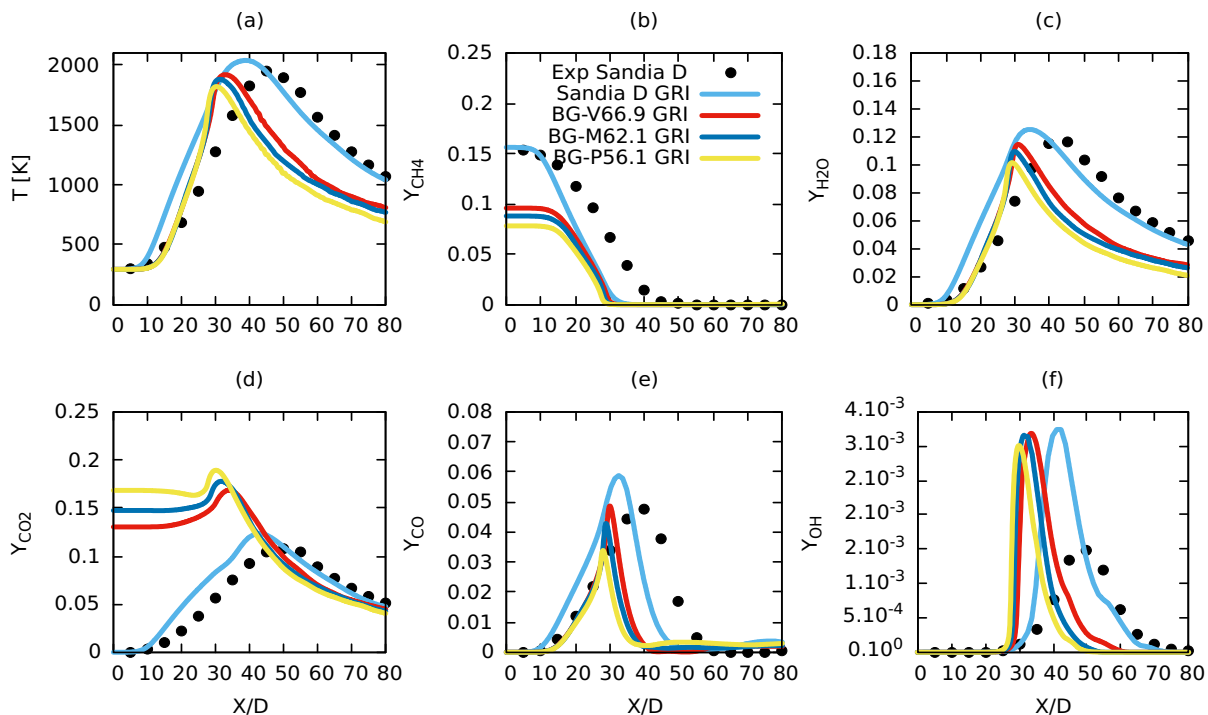 (a)
(b)
(c)
T [K]
2000
1500
1000
500
0
0 10 20 30 40 50 60 70 80
Y_CH4
0.25
0.2
0.15
0.1
0.05
0
0 10 20 30 40 50 60 70 80
Exp Sandia D
Sandia D GRI
BG-V66.9 GRI
BG-M62.1 GRI
BG-P56.1 GRI
Y_H2O
0.18
0.16
0.14
0.12
0.1
0.08
0.06
0.04
0.02
0
0 10 20 30 40 50 60 70 80
(d)
(e)
(f)
Y_CO2
0.25
0.2
0.15
0.1
0.05
0
0 10 20 30 40 50 60 70 80
X/D
Y_CO
0.08
0.07
0.06
0.05
0.04
0.03
0.02
0.01
0
0 10 20 30 40 50 60 70 80
X/D
Y_OH
4.10⁻³
3.10⁻³
2.10⁻³
2.10⁻³
2.10⁻³
1.10⁻³
5.10⁻⁴
0.10⁰
0 10 20 30 40 50 60 70 80
X/D